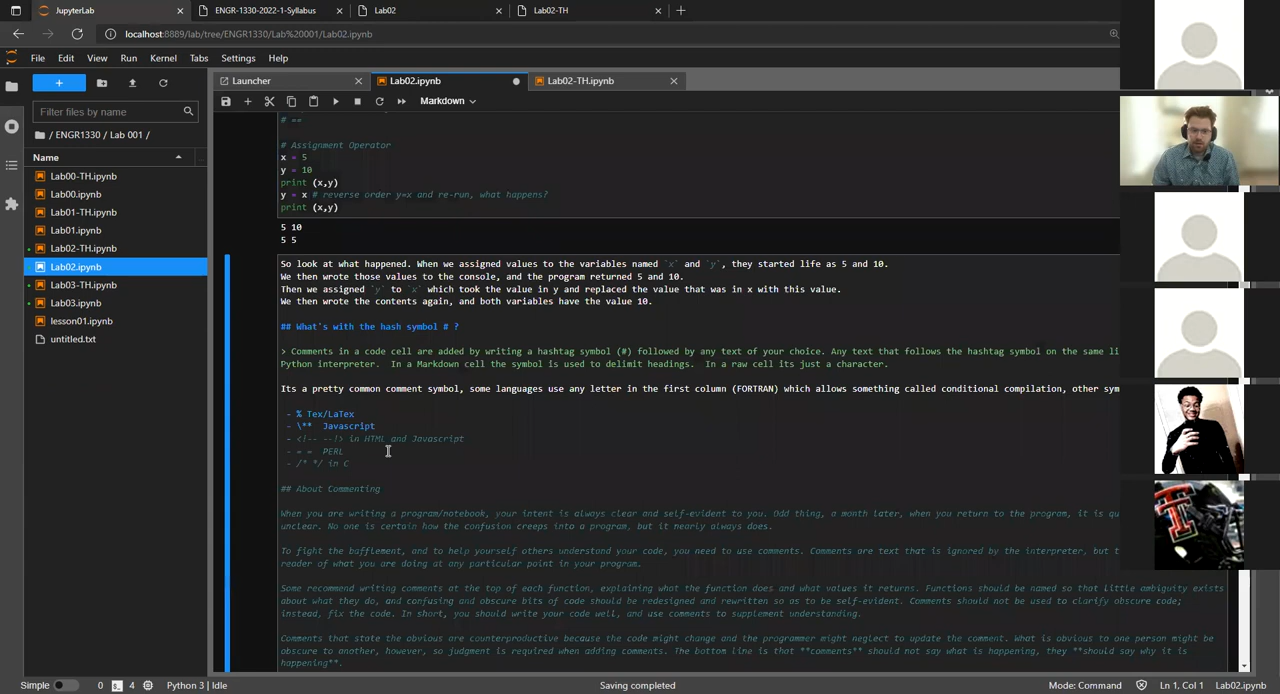 JupyterLab
ENGR-1330-2022-1-Syllabus
Lab02
Lab02-TH
localhost:8889/lab/tree/ENGR1330/Lab%20001/Lab02.ipynb
File Edit View Run Kernel Tabs Settings Help
Launcher
Lab02.ipynb
Lab02-TH.ipynb
Markdown
Filter files by name
/ ENGR1330 / Lab 001 /
Name
Lab00-TH.ipynb
Lab00.ipynb
Lab01-TH.ipynb
Lab01.ipynb
Lab02-TH.ipynb
Lab02.ipynb
Lab03-TH.ipynb
Lab03.ipynb
lesson01.ipynb
untitled.txt
# ==
# Assignment Operator
x = 5
y = 10
print (x,y)
y = x # reverse order y=x and re-run, what happens?
print (x,y)
5 10
5 5
So look at what happened. When we assigned values to the variables named `x` and `y`, they started life as 5 and 10.
We then wrote those values to the console, and the program returned 5 and 10.
Then we assigned `y` to `x` which took the value in y and replaced the value that was in x with this value.
We then wrote the contents again, and both variables have the value 10.
## What's with the hash symbol # ?
> Comments in a code cell are added by writing a hashtag symbol (#) followed by any text of your choice. Any text that follows the hashtag symbol on the same li
Python interpreter. In a Markdown cell the symbol is used to delimit headings. In a raw cell its just a character.
Its a pretty common comment symbol, some languages use any letter in the first column (FORTRAN) which allows something called conditional compilation, other sym
- % Tex/LaTex
- \** Javascript
- <!-- --!> in HTML and Javascript
- = = PERL
- /* */ in C
## About Commenting
When you are writing a program/notebook, your intent is always clear and self-evident to you. Odd thing, a month later, when you return to the program, it is qu
unclear. No one is certain how the confusion creeps into a program, but it nearly always does.
To fight the bafflement, and to help yourself others understand your code, you need to use comments. Comments are text that is ignored by the interpreter, but t
reader of what you are doing at any particular point in your program.
Some recommend writing comments at the top of each function, explaining what the function does and what values it returns. Functions should be named so that little ambiguity exists
about what they do, and confusing and obscure bits of code should be redesigned and rewritten so as to be self-evident. Comments should not be used to clarify obscure code;
instead, fix the code. In short, you should write your code well, and use comments to supplement understanding.
Comments that state the obvious are counterproductive because the code might change and the programmer might neglect to update the comment. What is obvious to one person might be
obscure to another, however, so judgment is required when adding comments. The bottom line is that **comments** should not say what is happening, they **should say why it is
happening**.
Simple 0 4 Python 3 | Idle Saving completed Mode: Command Ln 1, Col 1 Lab02.ipynb